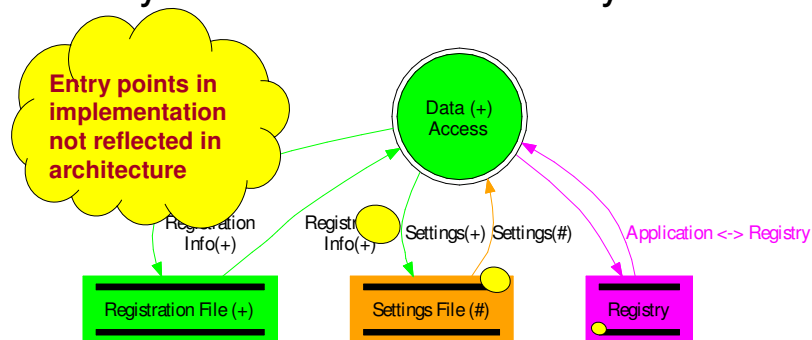 Entry points in
implementation
not reflected in
architecture
Data (+)
Access
Info(+)
Info(+)
Settings(+)
Settings(#)
Application <-> Registry
Registration File (+)
Settings File (#)
Registry